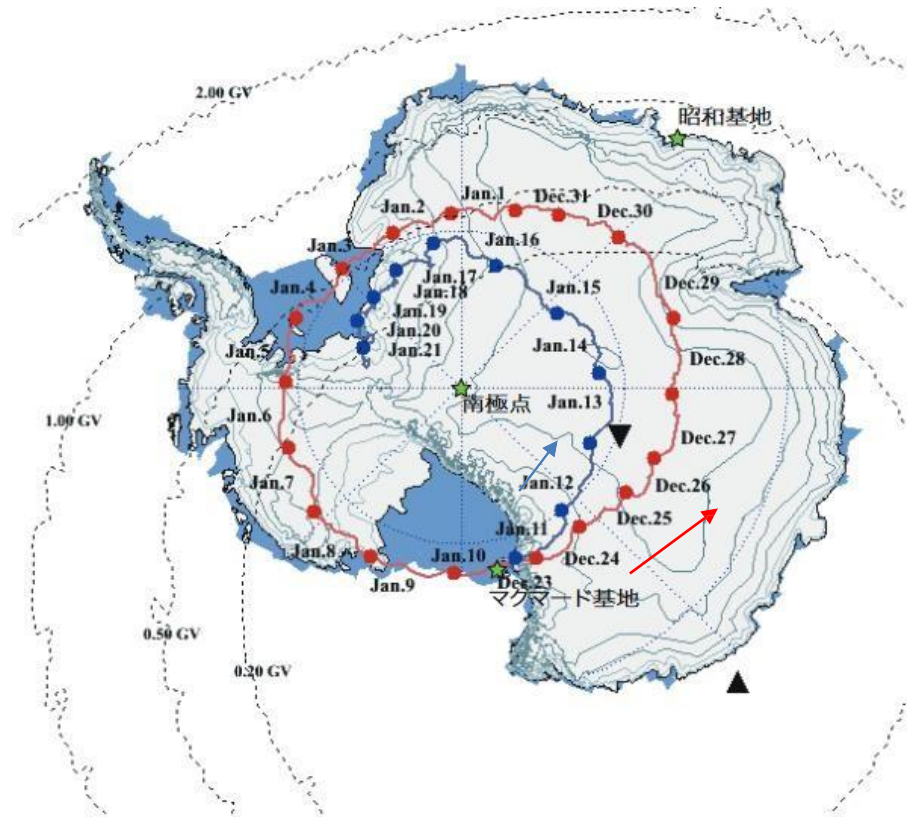 2.00 GV
昭和基地
Jan.1
Dec.31
Jan.2
Dec.30
Jan.3
Jan.16
Jan.17
Dec.29
Jan.4
Jan.18
Jan.15
Jan.19
Jan.20
Jan.5
Jan.21
Jan.14
Dec.28
Jan.13
南極点
Jan.6
1.00 GV
Dec.27
Jan.7
Jan.12
Dec.26
Dec.25
Jan.11
Jan.8
Jan.10
Dec.24
Jan.9
Dec.23
マクマード基地
0.50 GV
0.20 GV